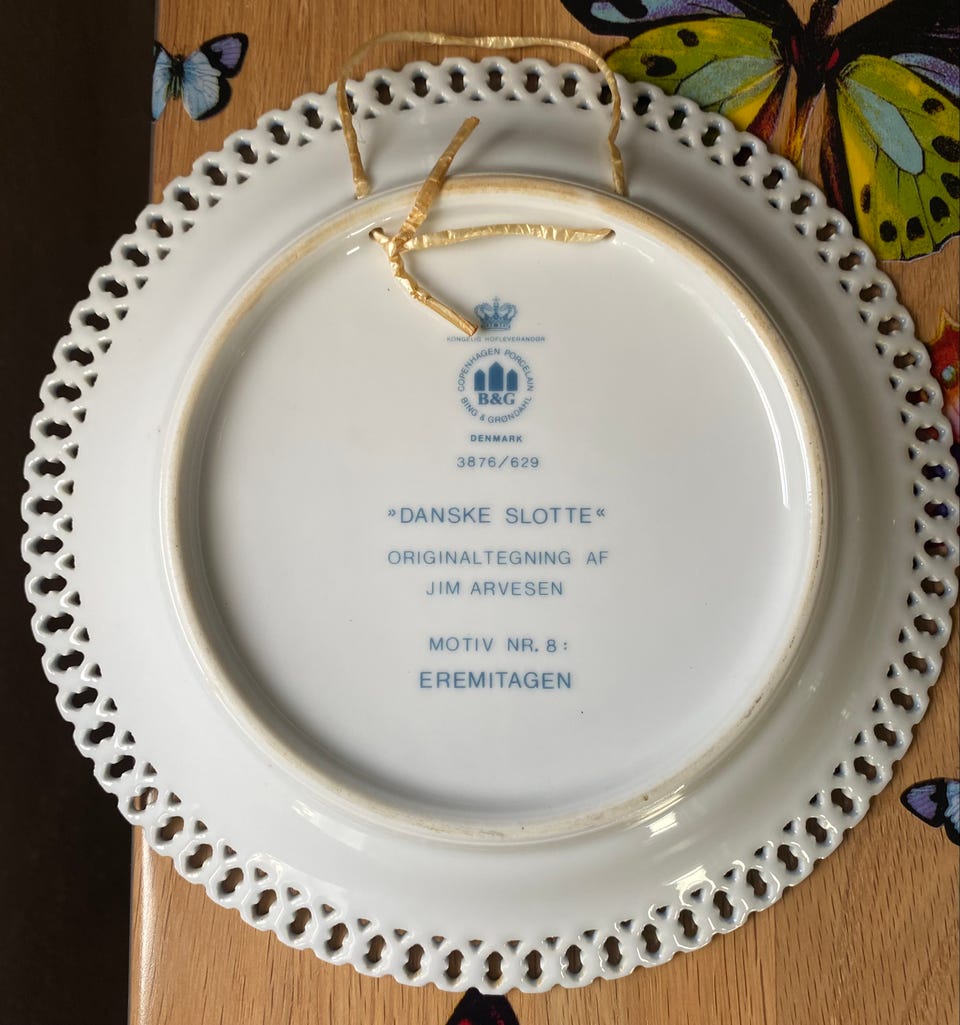 KONGELIG HOFLEVERANDØR
COPENHAGEN PORCELAIN
B&G
BING & GRØNDAHL
DENMARK
3876/629
»DANSKE SLOTTE«
ORIGINALTEGNING AF
JIM ARVESEN
MOTIV NR. 8:
EREMITAGEN